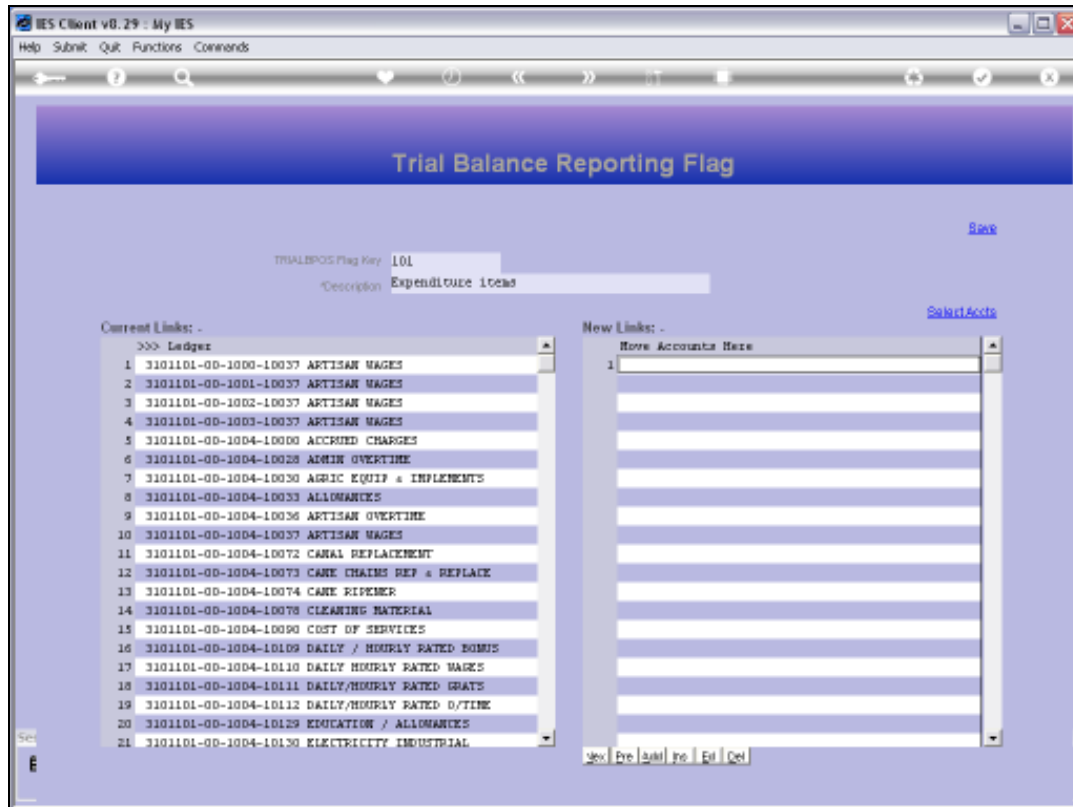 IES Client v8.29 : My IES
Help Submit Quit Functions Commands
Trial Balance Reporting Flag
Save
TRIALBPOS Flag Key 101
*Description Expenditure items
Select Accts
Current Links: -
New Links: -
>>> Ledger
Move Accounts Here
1 3101101-00-1000-10037 ARTISAN WAGES
1
2 3101101-00-1001-10037 ARTISAN WAGES
3 3101101-00-1002-10037 ARTISAN WAGES
4 3101101-00-1003-10037 ARTISAN WAGES
5 3101101-00-1004-10000 ACCRUED CHARGES
6 3101101-00-1004-10028 ADMIN OVERTIME
7 3101101-00-1004-10030 AGRIC EQUIP & IMPLEMENTS
8 3101101-00-1004-10033 ALLOWANCES
9 3101101-00-1004-10036 ARTISAN OVERTIME
10 3101101-00-1004-10037 ARTISAN WAGES
11 3101101-00-1004-10072 CANAL REPLACEMENT
12 3101101-00-1004-10073 CANE CHAINS REP & REPLACE
13 3101101-00-1004-10074 CANE RIPENER
14 3101101-00-1004-10078 CLEANING MATERIAL
15 3101101-00-1004-10090 COST OF SERVICES
16 3101101-00-1004-10109 DAILY / HOURLY RATED BONUS
17 3101101-00-1004-10110 DAILY HOURLY RATED WAGES
18 3101101-00-1004-10111 DAILY/HOURLY RATED GRATS
19 3101101-00-1004-10112 DAILY/HOURLY RATED O/TIME
20 3101101-00-1004-10129 EDUCATION / ALLOWANCES
21 3101101-00-1004-10130 ELECTRICITY INDUSTRIAL
Nex Pre Add Ins Ed Del